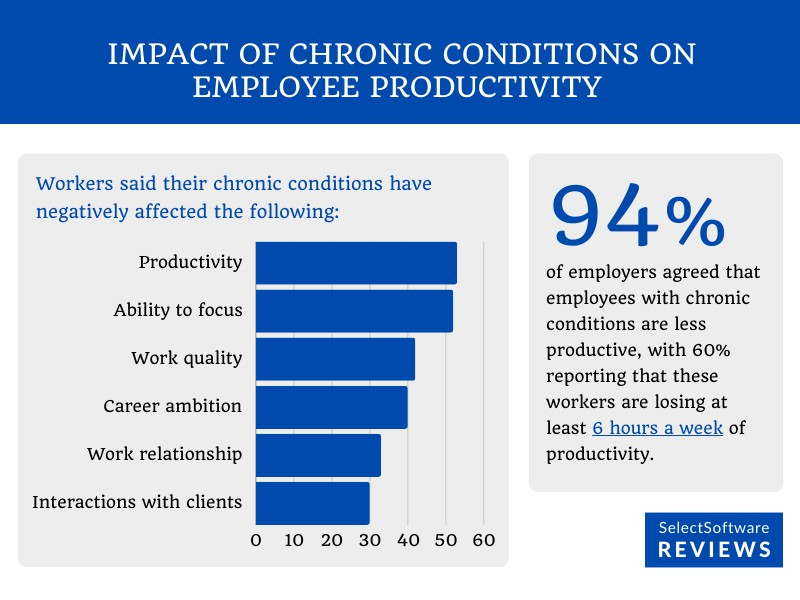 IMPACT OF CHRONIC CONDITIONS ON
EMPLOYEE PRODUCTIVITY
Workers said their chronic conditions have
negatively affected the following:
Productivity
Ability to focus
Work quality
Career ambition
Work relationship
Interactions with clients
0 10 20 30 40 50 60
94%
of employers agreed that
employees with chronic
conditions are less
productive, with 60%
reporting that these
workers are losing at
least 6 hours a week of
productivity.
SelectSoftware
REVIEWS